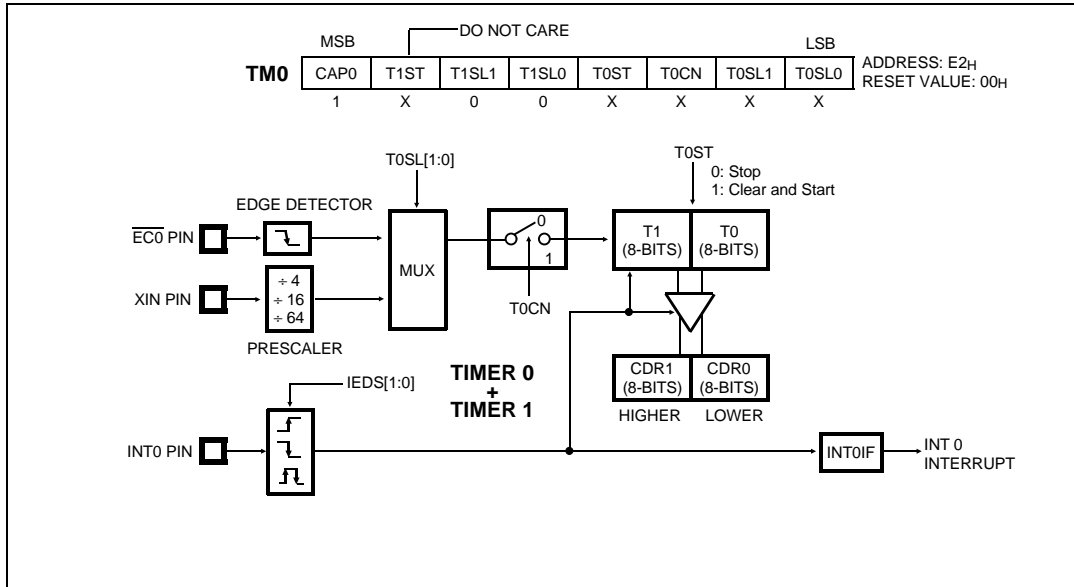 MSB
DO NOT CARE
LSB
TM0
CAP0 T1ST T1SL1 T1SL0 T0ST T0CN T0SL1 T0SL0
ADDRESS: E2H
RESET VALUE: 00H
1 X 0 0 X X X X
T0SL[1:0]
T0ST
0: Stop
1: Clear and Start
EDGE DETECTOR
EC0 PIN
MUX
0
1
T0CN
T1
(8-BITS)
T0
(8-BITS)
XIN PIN
÷ 4
÷ 16
÷ 64
PRESCALER
TIMER 0
+
TIMER 1
CDR1
(8-BITS)
CDR0
(8-BITS)
HIGHER LOWER
IEDS[1:0]
INT0 PIN
INT0IF
INT 0
INTERRUPT